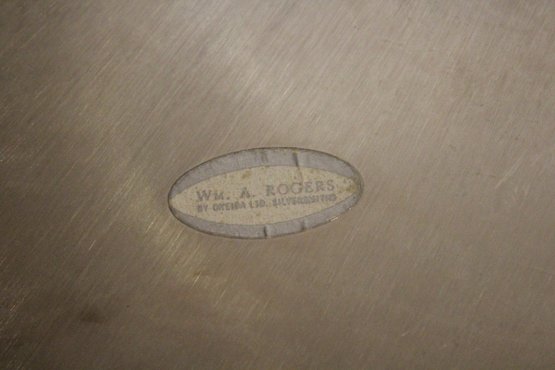 WM. A. ROGERS
BY ONEIDA LTD. SILVERSMITHS